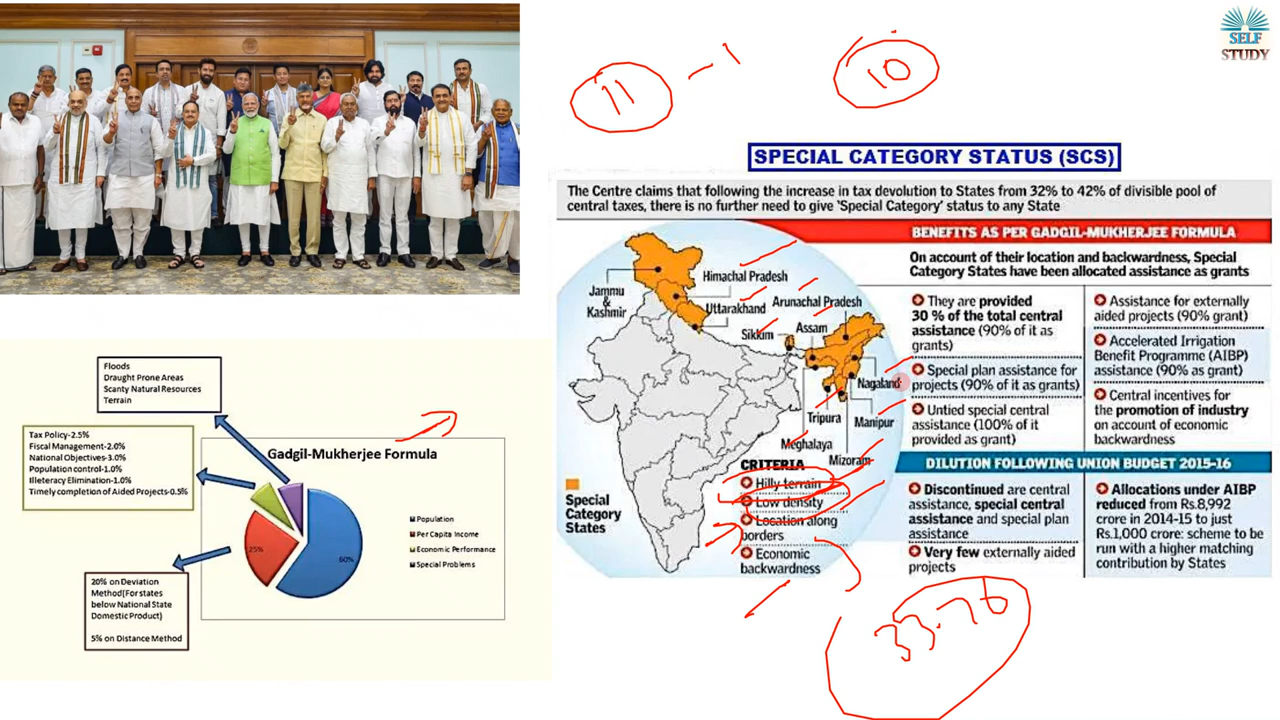 SELF
STUDY
11 - 1
10
SPECIAL CATEGORY STATUS (SCS)
The Centre claims that following the increase in tax devolution to States from 32% to 42% of divisible pool of
central taxes, there is no further need to give 'Special Category' status to any State
BENEFITS AS PER GADGIL-MUKHERJEE FORMULA
On account of their location and backwardness, Special
Category States have been allocated assistance as grants
They are provided
30 % of the total central
assistance (90% of it as
grants)
Special plan assistance for
projects (90% of it as grants)
Untied special central
assistance (100% of it
provided as grant)
Assistance for externally
aided projects (90% grant)
Accelerated Irrigation
Benefit Programme (AIBP)
assistance (90% as grant)
Central incentives for
the promotion of industry
on account of economic
backwardness
Jammu
&
Kashmir
Himachal Pradesh
Uttarakhand
Arunachal Pradesh
Sikkim
Assam
Nagaland
Manipur
Tripura
Meghalaya
Mizoram
Special
Category
States
CRITERIA
Hilly terrain
Low density
Location along
borders
Economic
backwardness
DILUTION FOLLOWING UNION BUDGET 2015-16
Discontinued are central
assistance, special central
assistance and special plan
assistance
Very few externally aided
projects
Allocations under AIBP
reduced from Rs.8,992
crore in 2014-15 to just
Rs.1,000 crore: scheme to be
run with a higher matching
contribution by States
33.76
Floods
Draught Prone Areas
Scanty Natural Resources
Terrain
Tax Policy-2.5%
Fiscal Management-2.0%
National Objectives-3.0%
Population control-1.0%
Illeteracy Elimination-1.0%
Timely completion of Aided Projects-0.5%
Gadgil-Mukherjee Formula
60%
25%
Population
Per Capita Income
Economic Performance
Special Problems
20% on Deviation
Method(For states
below National State
Domestic Product)
5% on Distance Method